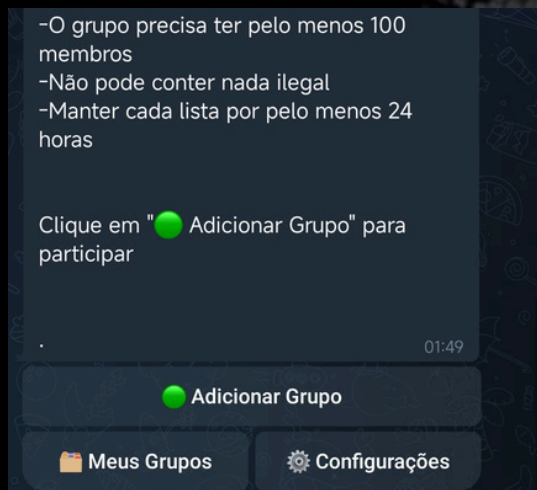 -O grupo precisa ter pelo menos 100
membros
-Não pode conter nada ilegal
-Manter cada lista por pelo menos 24
horas
Clique em "🟢 Adicionar Grupo" para
participar
.
01:49
🟢 Adicionar Grupo
🗂️ Meus Grupos
⚙️ Configurações